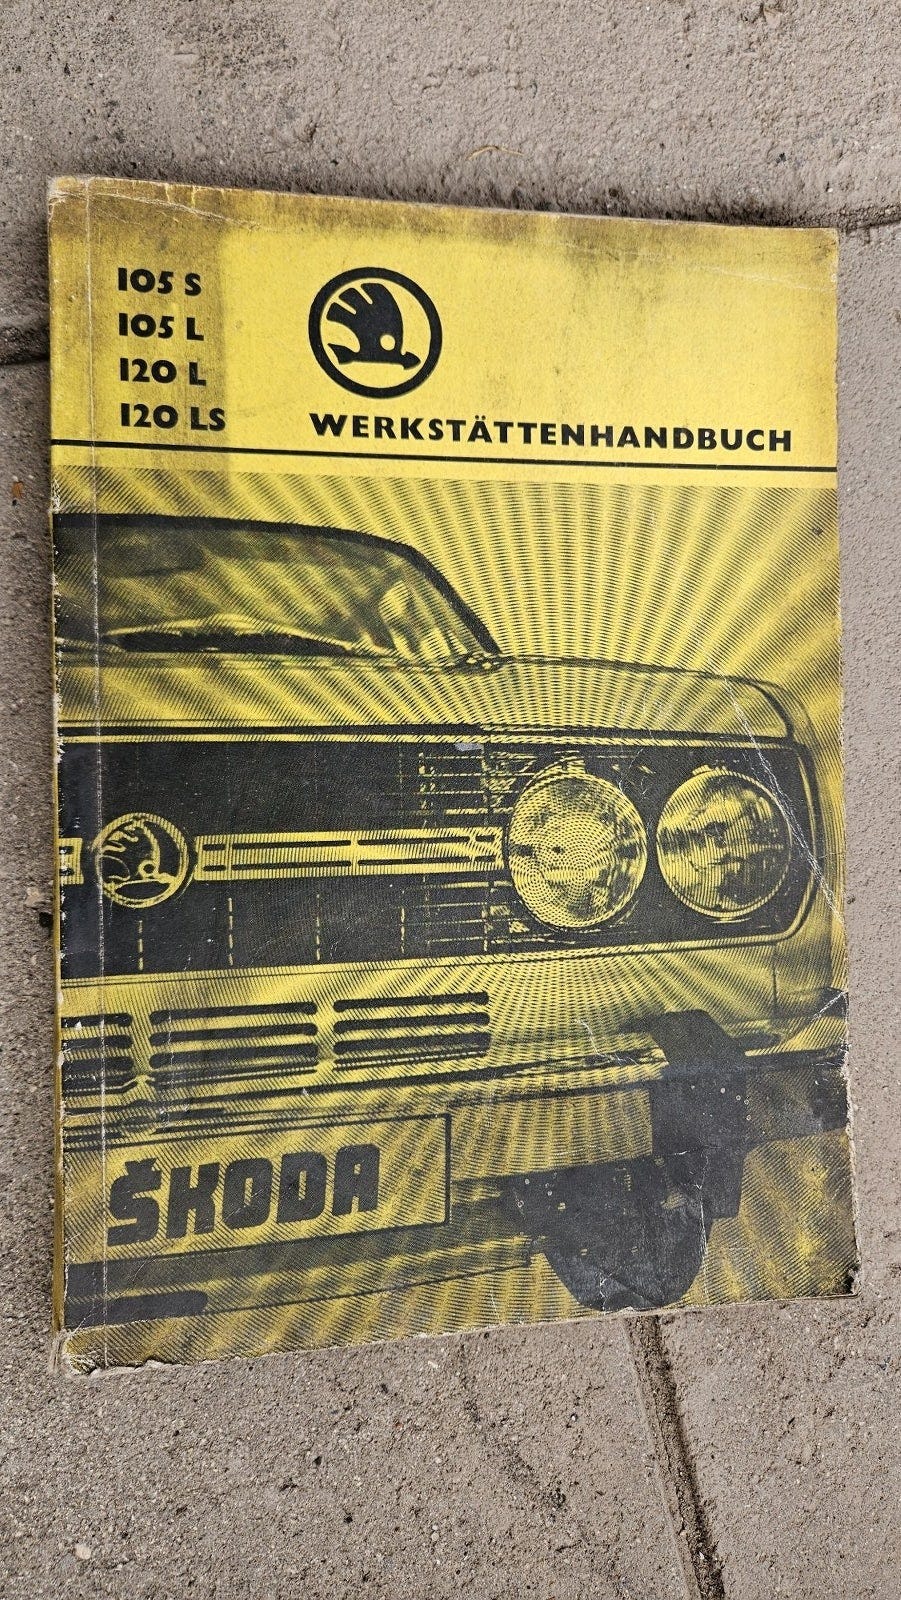 105 S
105 L
120 L
120 LS
WERKSTÄTTENHANDBUCH
ŠKODA